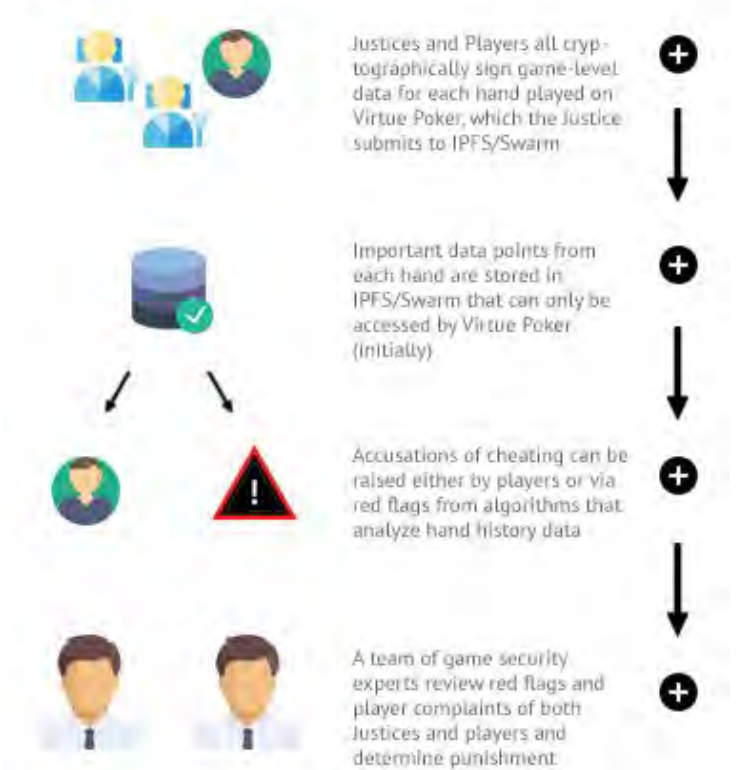 Justices and Players all cryp-
tographically sign game-level
data for each hand played on
Virtue Poker, which the Justice
submits to IPFS/Swarm
Important data points from
each hand are stored in
IPFS/Swarm that can only be
accessed by Virtue Poker
(initially)
Accusations of cheating can be
raised either by players or via
red flags from algorithms that
analyze hand history data
!
A team of game security
experts review red flags and
player complaints of both
Justices and players and
determine punishment